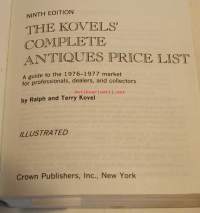 NINTH EDITION
THE KOVELS'
COMPLETE
ANTIQUES PRICE LIST
A guide to the 1976-1977 market
for professionals, dealers, and collectors
by Ralph and Terry Kovel
ILLUSTRATED
Crown Publishers, Inc., New York